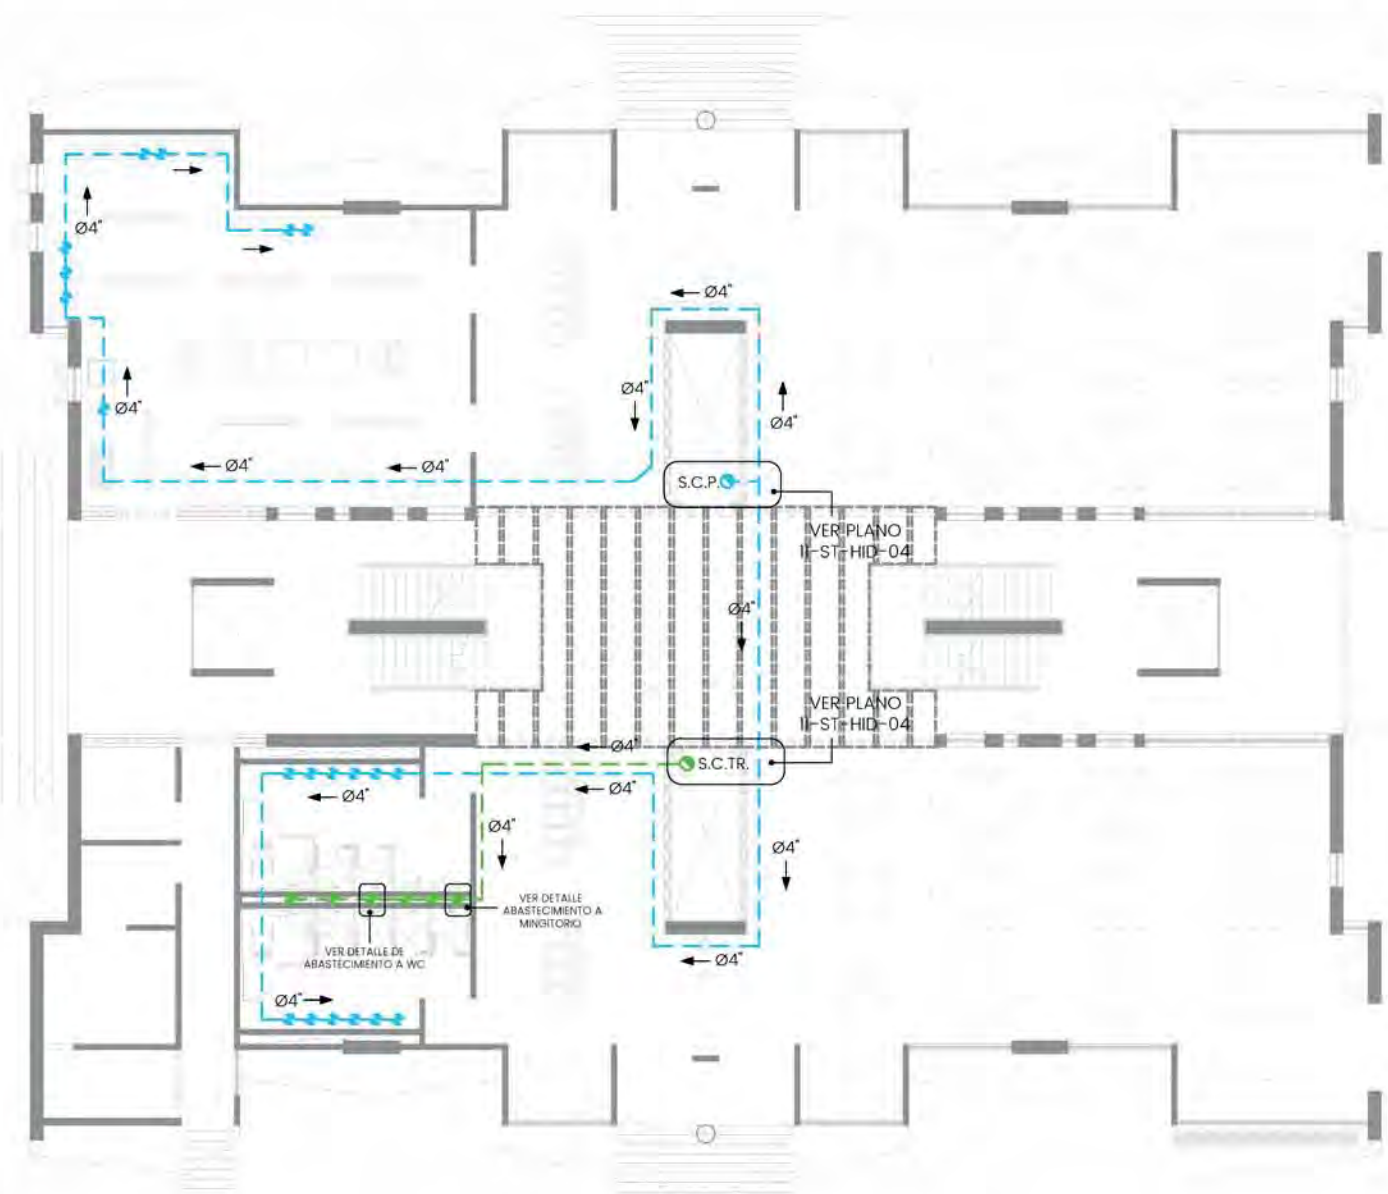 Ø4"
← Ø4"
Ø4"
Ø4"
Ø4"
Ø4"
← Ø4"
← Ø4"
S.C.P.
VER PLANO
II-ST-HID-04
Ø4"
VER PLANO
II-ST-HID-04
Ø4"
S.C.TR.
← Ø4"
← Ø4"
Ø4"
Ø4"
VER DETALLE
ABASTECIMIENTO A
MINGITORIO
VER DETALLE DE
ABASTECIMIENTO A WC
← Ø4"
Ø4" →